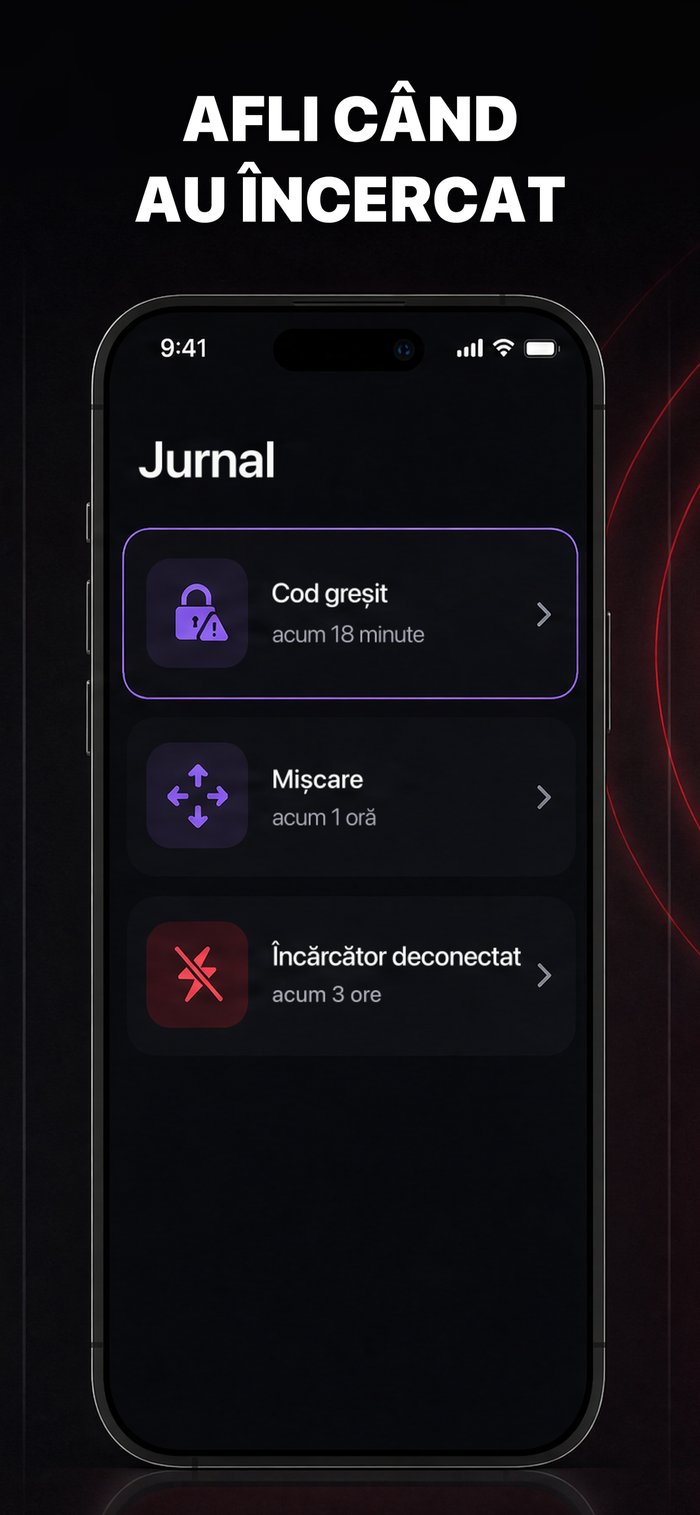 AFLI CÂND
AU ÎNCERCAT
9:41
Jurnal
Cod greșit
acum 18 minute
Mișcare
acum 1 oră
Încărcător deconectat
acum 3 ore